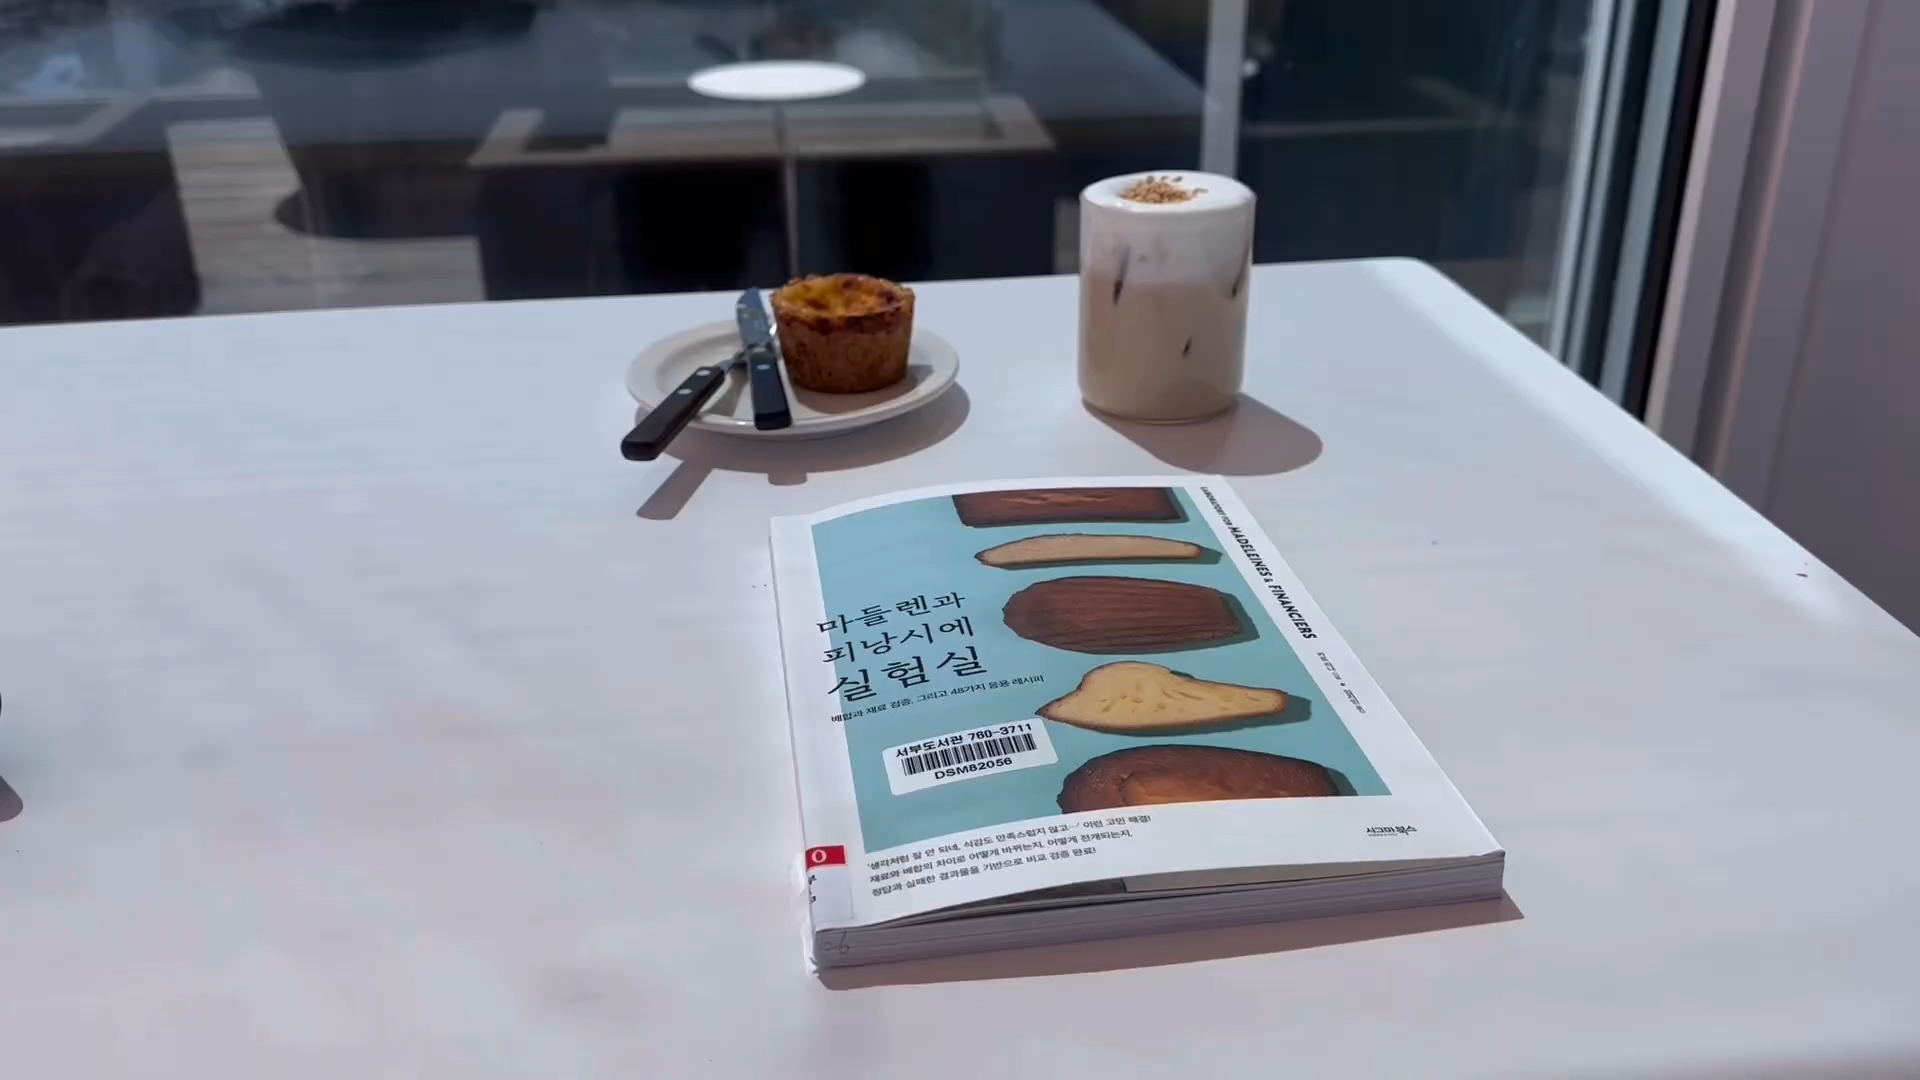 마들렌과
피낭시에
실험실
배합과 재료 검증, 그리고 48가지 응용 레시피
LABORATORY FOR MADELEINES & FINANCIERS
서부도서관 760-3711
DSM82056
'생각처럼 잘 안 되네, 식감도 만족스럽지 않고…' 이런 고민 해결!
재료와 배합의 차이로 어떻게 바뀌는지, 어떻게 전개되는지,
정답과 실패한 결과물을 기반으로 비교 검증 완료!
시그마북스
0